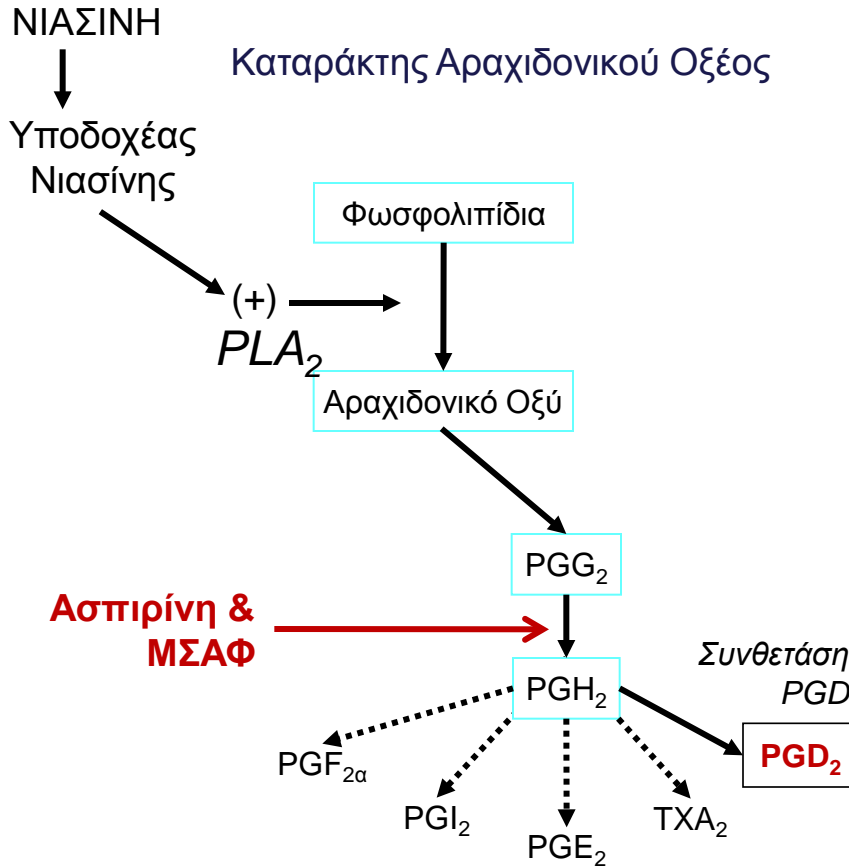 ΝΙΑΣΙΝΗ
Καταράκτης Αραχιδονικού Οξέος
Υποδοχέας
Νιασίνης
Φωσφολιπίδια
(+)
PLA₂
Αραχιδονικό Οξύ
PGG₂
Ασπιρίνη &
ΜΣΑΦ
Συνθετάση
PGD
PGH₂
PGD₂
PGF₂α
PGI₂
TXA₂
PGE₂